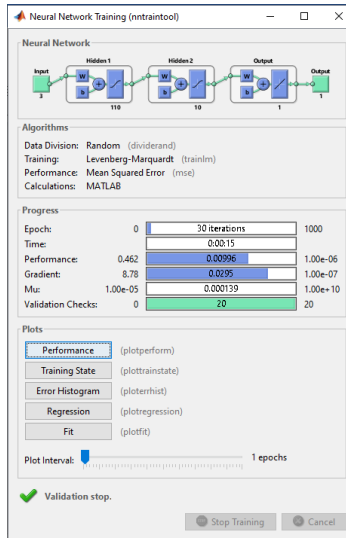 Neural Network Training (nntraintool)
Neural Network
Hidden 1 Hidden 2 Output
Input Output
W W W
b b b
3 1
110 10 1
Algorithms
Data Division: Random (dividerand)
Training: Levenberg-Marquardt (trainlm)
Performance: Mean Squared Error (mse)
Calculations: MATLAB
Progress
Epoch: 0 30 iterations 1000
Time: 0:00:15
Performance: 0.462 0.00996 1.00e-06
Gradient: 8.78 0.0295 1.00e-07
Mu: 1.00e-05 0.000139 1.00e+10
Validation Checks: 0 20 20
Plots
Performance (plotperform)
Training State (plottrainstate)
Error Histogram (ploterrhist)
Regression (plotregression)
Fit (plotfit)
Plot Interval: 1 epochs
Validation stop.
Stop Training Cancel